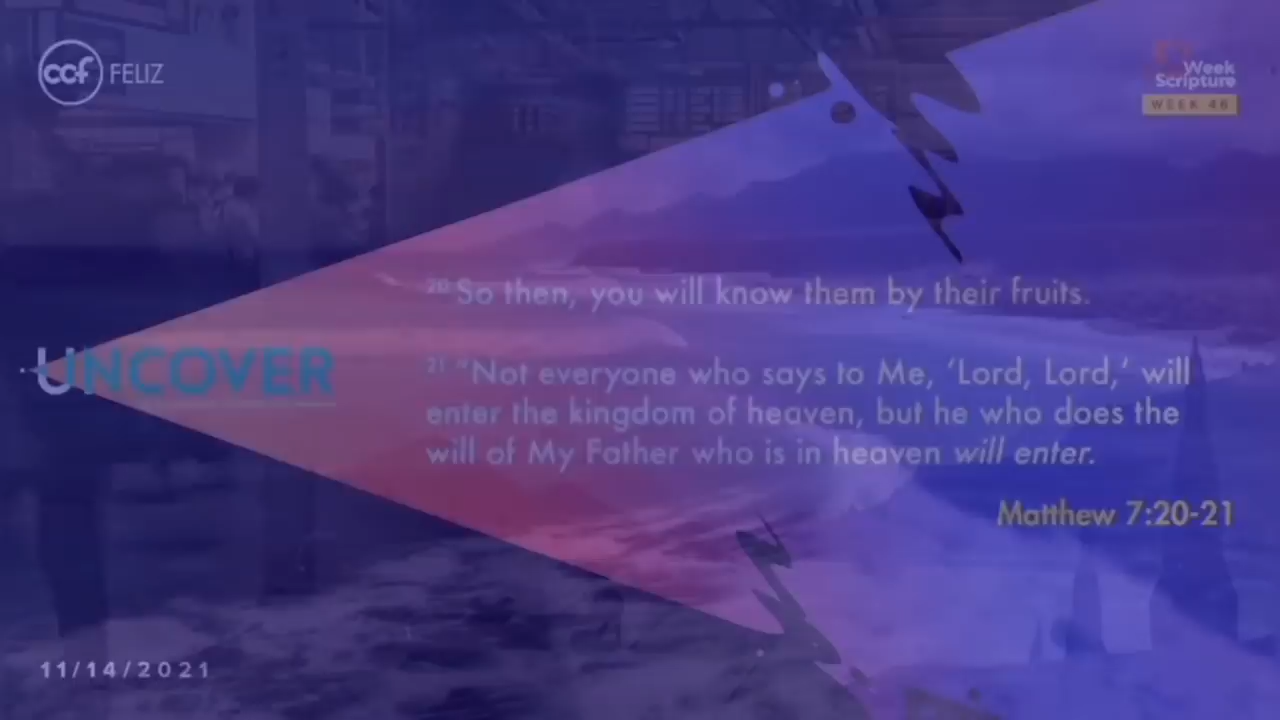 ccf FELIZ
Week
Scripture
WEEK 46
20 So then, you will know them by their fruits.
UNCOVER
21 "Not everyone who says to Me, ‘Lord, Lord,’ will
enter the kingdom of heaven, but he who does the
will of My Father who is in heaven will enter.
Matthew 7:20-21
11/14/2021